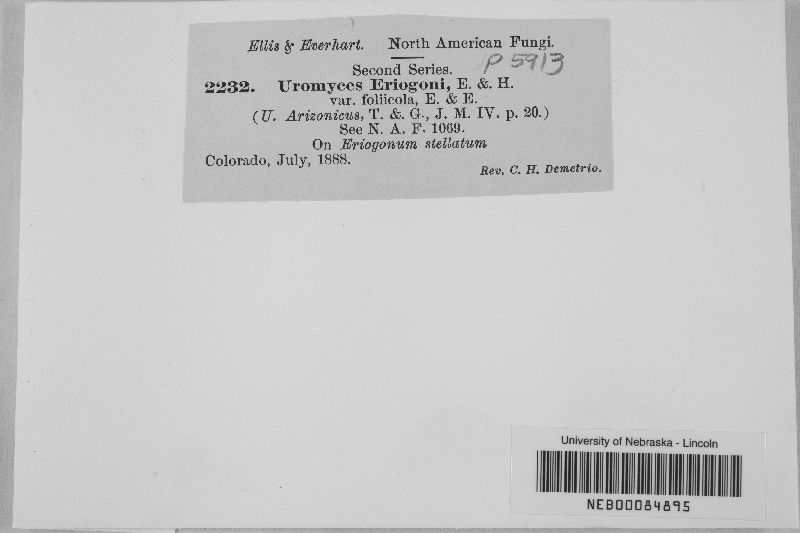 Ellis & Everhart. North American Fungi.
P 5913
Second Series.
2232. Uromyces Eriogoni, E. & H.
var. foliicola, E. & E.
(U. Arizonicus, T. & G., J. M. IV. p. 20.)
See N. A. F. 1069.
On Eriogonum stellatum
Colorado, July, 1888.
Rev. C. H. Demetrio.
University of Nebraska - Lincoln
NEB00084895